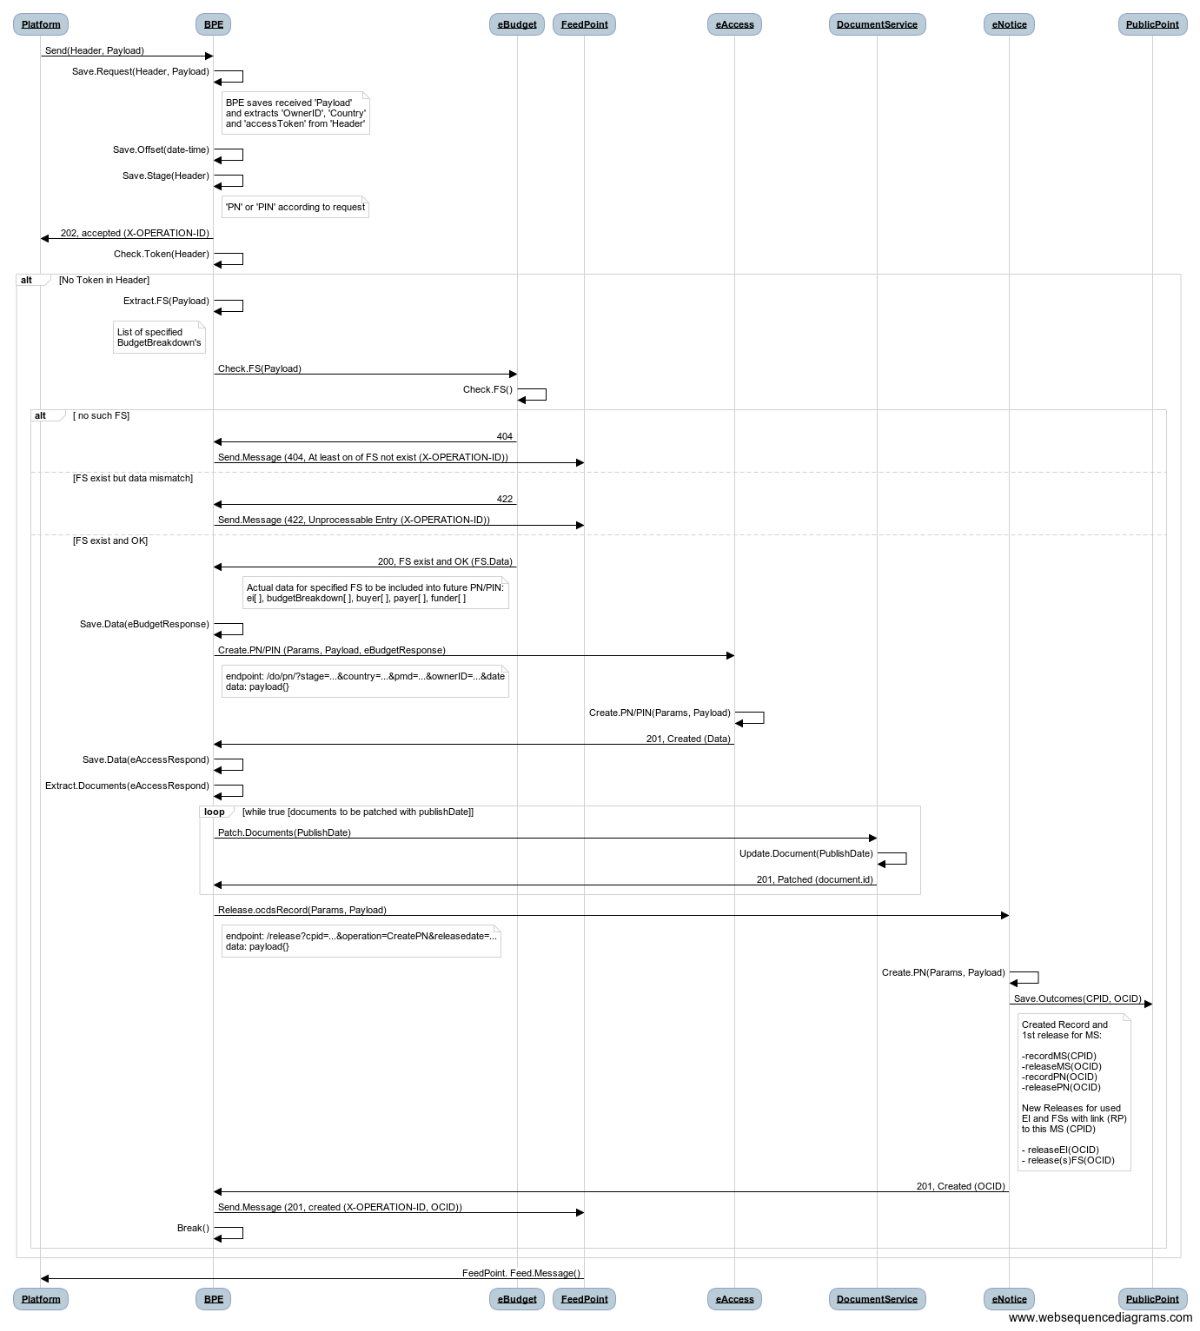 Platform
BPE
eBudget
FeedPoint
eAccess
DocumentService
eNotice
PublicPoint
Send(Header, Payload)
Save.Request(Header, Payload)
BPE saves received 'Payload'
and extracts 'OwnerID', 'Country'
and 'accessToken' from 'Header'
Save.Offset(date-time)
Save.Stage(Header)
'PN' or 'PIN' according to request
202, accepted (X-OPERATION-ID)
Check.Token(Header)
alt
[No Token in Header]
Extract.FS(Payload)
List of specified
BudgetBreakdown's
Check.FS(Payload)
Check.FS()
alt
[ no such FS]
404
Send.Message (404, At least on of FS not exist (X-OPERATION-ID))
[FS exist but data mismatch]
422
Send.Message (422, Unprocessable Entry (X-OPERATION-ID))
[FS exist and OK]
200, FS exist and OK (FS.Data)
Actual data for specified FS to be included into future PN/PIN:
ei[ ], budgetBreakdown[ ], buyer[ ], payer[ ], funder[ ]
Save.Data(eBudgetResponse)
Create.PN/PIN (Params, Payload, eBudgetResponse)
endpoint: /do/pn/?stage=...&country=...&pmd=...&ownerID=...&date
data: payload{}
Create.PN/PIN(Params, Payload)
201, Created (Data)
Save.Data(eAccessRespond)
Extract.Documents(eAccessRespond)
loop
[while true [documents to be patched with publishDate]]
Patch.Documents(PublishDate)
Update.Document(PublishDate)
201, Patched (document.id)
Release.ocdsRecord(Params, Payload)
endpoint: /release?cpid=...&operation=CreatePN&releasedate=...
data: payload{}
Create.PN(Params, Payload)
Save.Outcomes(CPID, OCID)
Created Record and
1st release for MS:
-recordMS(CPID)
-releaseMS(OCID)
-recordPN(OCID)
-releasePN(OCID)
New Releases for used
EI and FSs with link (RP)
to this MS (CPID)
- releaseEI(OCID)
- release(s)FS(OCID)
201, Created (OCID)
Send.Message (201, created (X-OPERATION-ID, OCID))
Break()
FeedPoint. Feed.Message()
Platform
BPE
eBudget
FeedPoint
eAccess
DocumentService
eNotice
PublicPoint
www.websequencediagrams.com